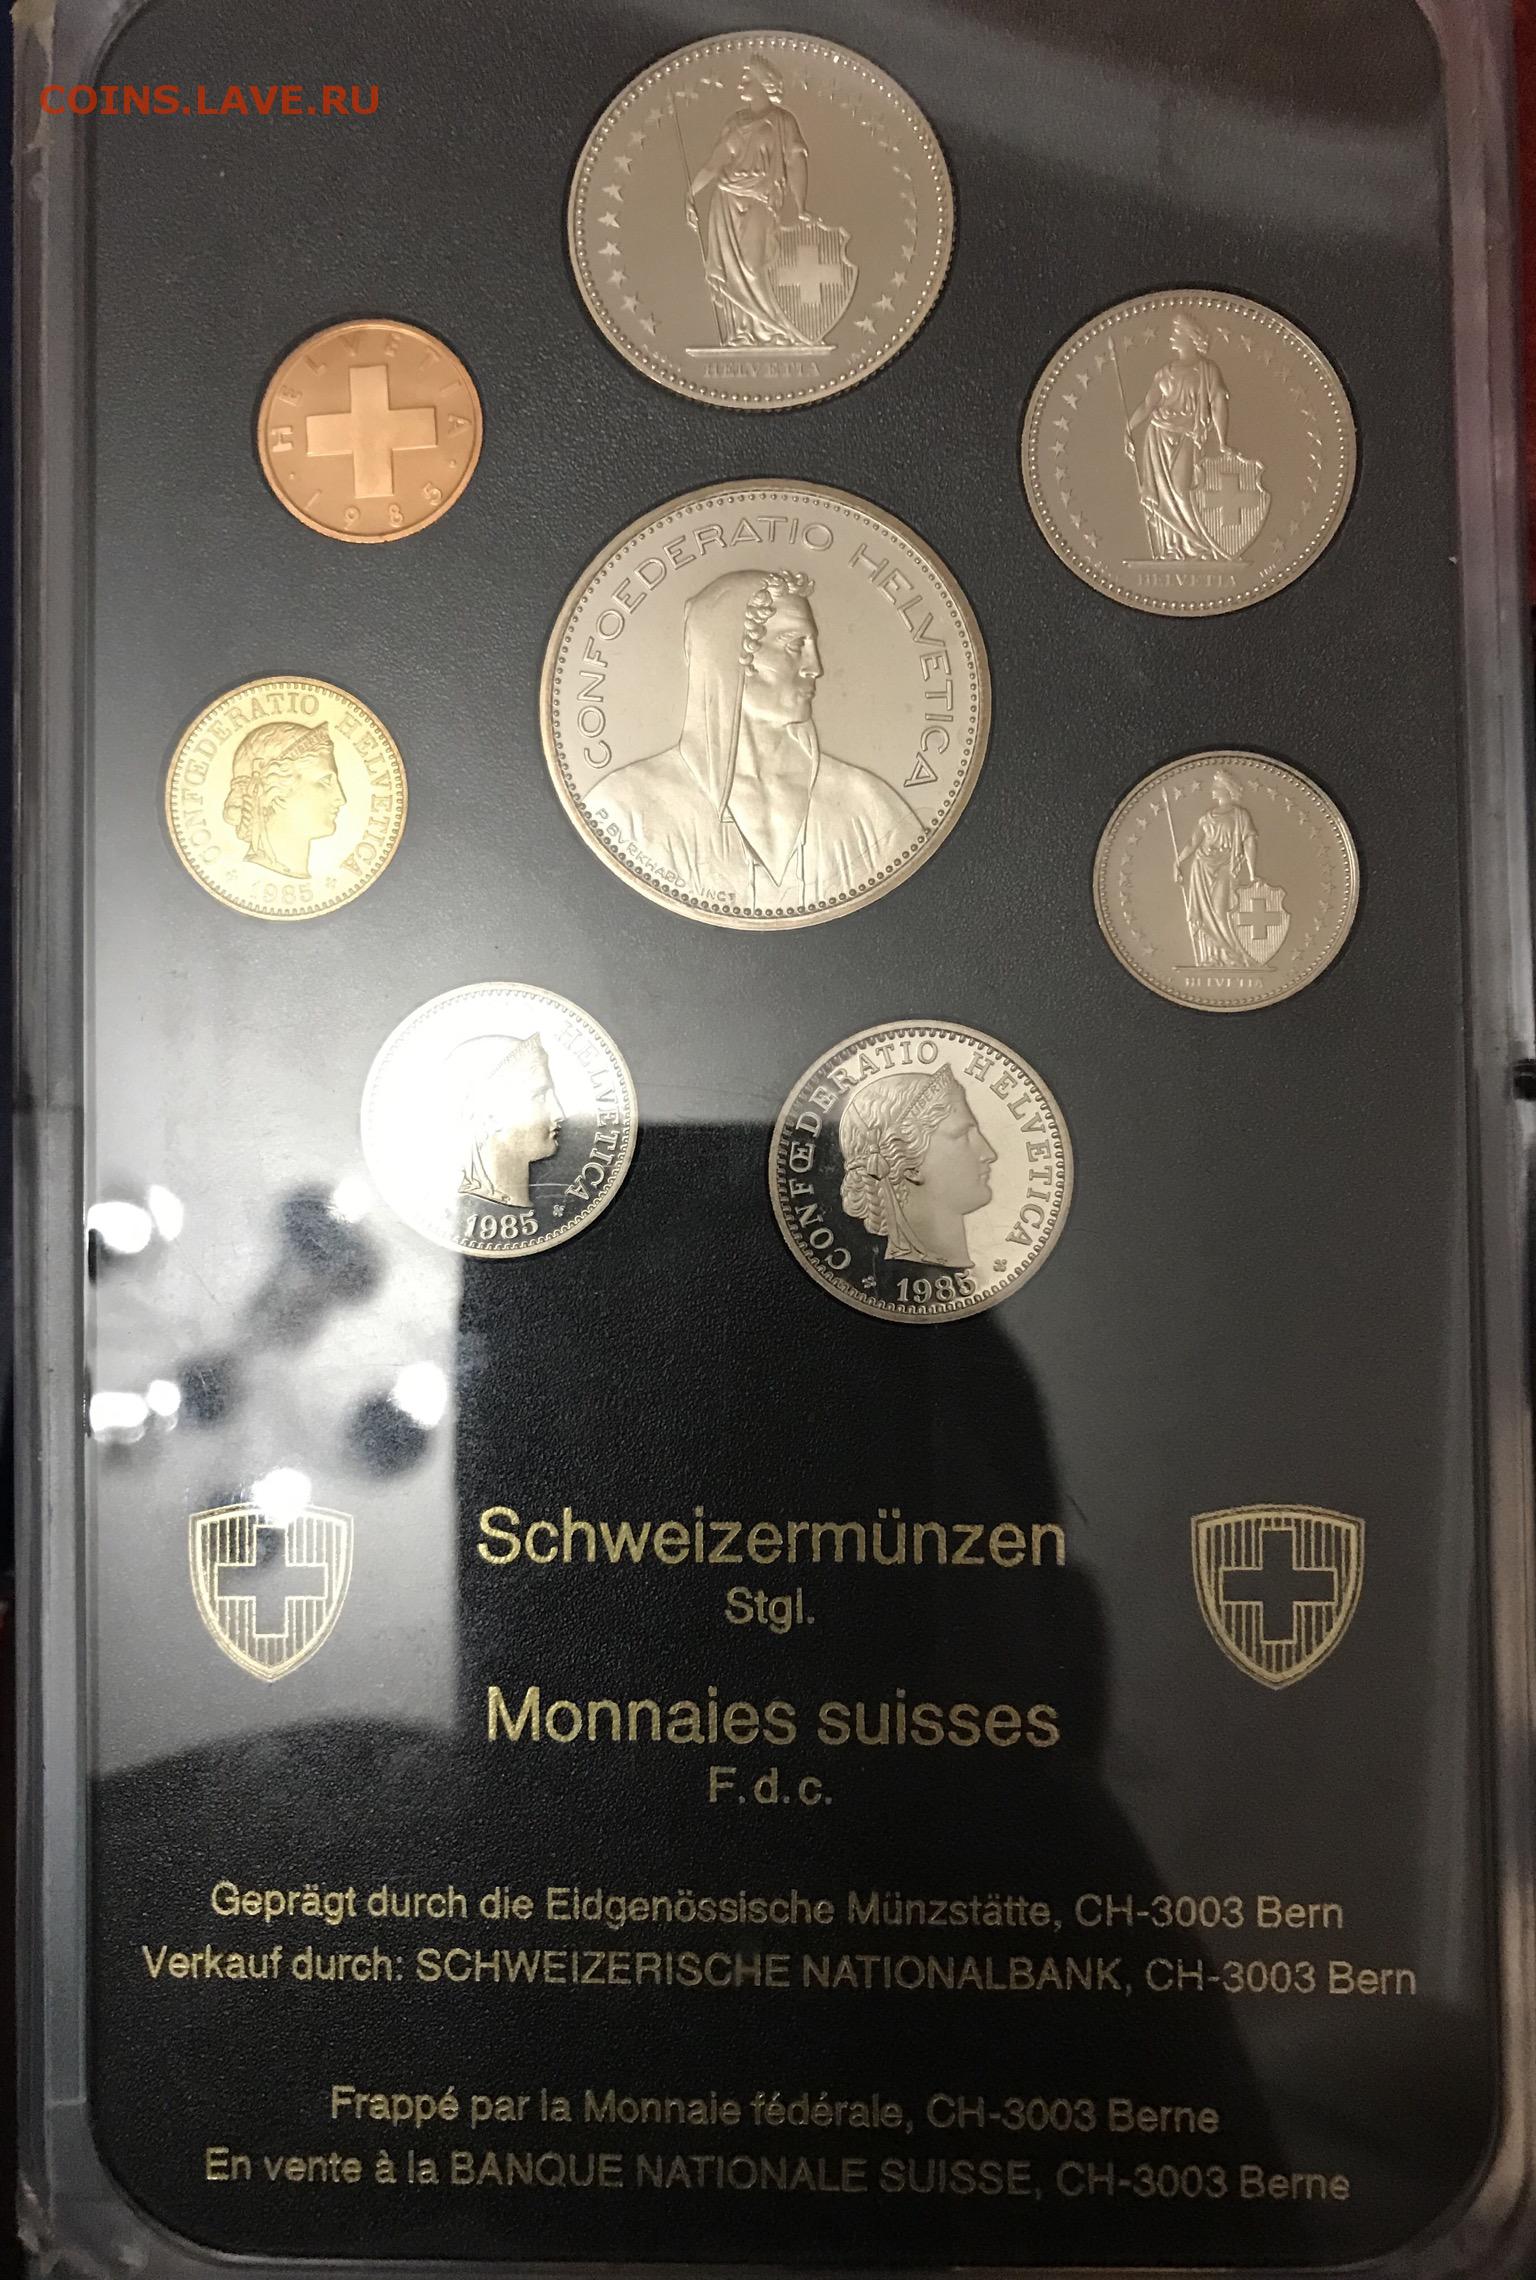 COINS.LAVE.RU
HELVETIA
HELVETIA
1985
HELVETIA
CONFOEDERATIO HELVETICA
P.BVRKHARD.INCT
CONFŒDERATIO HELVETICA
1985
HELVETIA
HELVETICA
1985
CONFŒDERATIO HELVETICA
LIBERTAS
1985
Schweizermünzen
Stgl.
Monnaies suisses
F.d.c.
Geprägt durch die Eidgenössische Münzstätte, CH-3003 Bern
Verkauf durch: SCHWEIZERISCHE NATIONALBANK, CH-3003 Bern
Frappé par la Monnaie fédérale, CH-3003 Berne
En vente à la BANQUE NATIONALE SUISSE, CH-3003 Berne